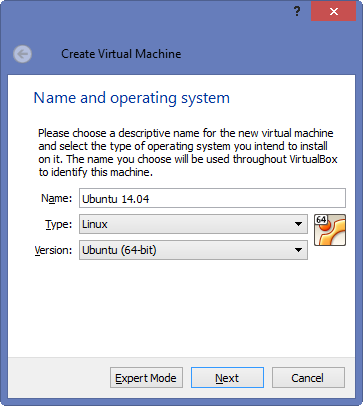 ?
Create Virtual Machine
Name and operating system
Please choose a descriptive name for the new virtual machine
and select the type of operating system you intend to install
on it. The name you choose will be used throughout VirtualBox
to identify this machine.
Name: Ubuntu 14.04
Type: Linux
64
Version: Ubuntu (64-bit)
Expert Mode Next Cancel